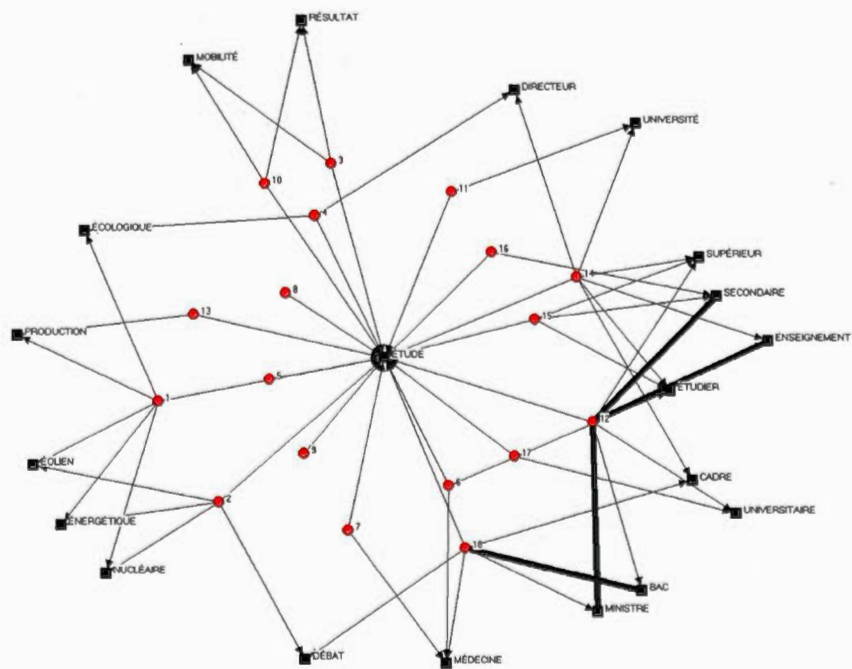 RÉSULTAT
MOBILITÉ
DIRECTEUR
UNIVERSITÉ
3
10
11
4
ÉCOLOGIQUE
16
SUPÉRIEUR
14
8
SECONDAIRE
13
15
PRODUCTION
ENSEIGNEMENT
ÉTUDE
5
ÉTUDIER
1
12
9
17
ÉOLIEN
CADRE
6
2
UNIVERSITAIRE
ÉNERGÉTIQUE
7
18
NUCLÉAIRE
BAC
MINISTRE
DÉBAT
MÉDECINE